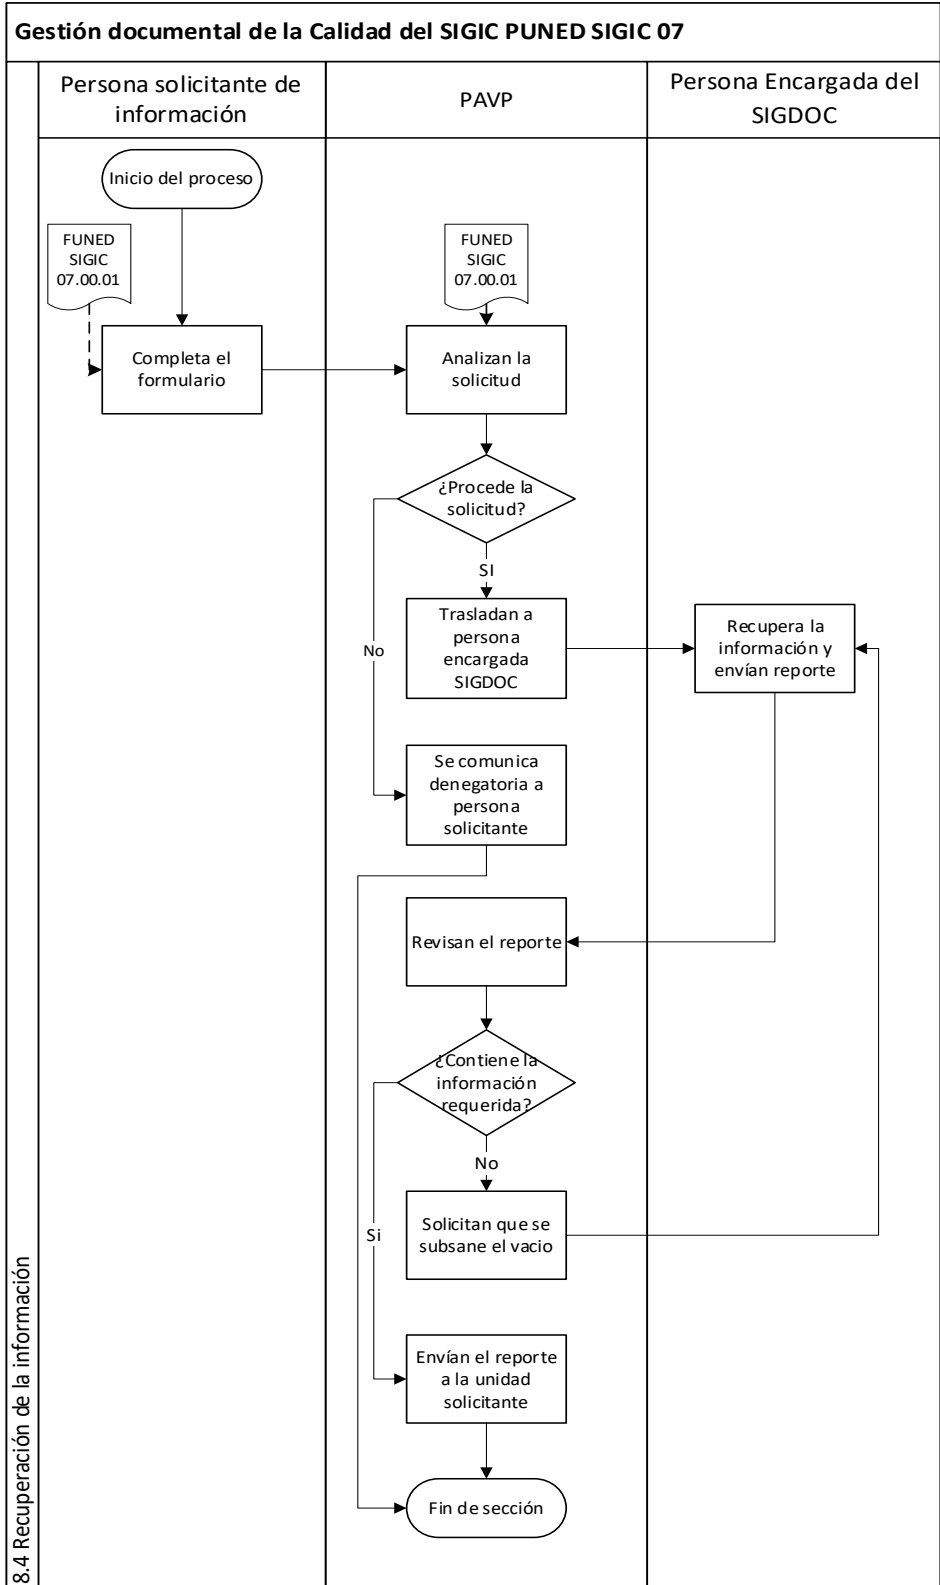 Gestión documental de la Calidad del SIGIC PUNED SIGIC 07
Persona solicitante de
información
PAVP
Persona Encargada del
SIGDOC
Inicio del proceso
FUNED
SIGIC
07.00.01
FUNED
SIGIC
07.00.01
Completa el
formulario
Analizan la
solicitud
¿Procede la
solicitud?
SI
No
Trasladan a
persona
encargada
SIGDOC
Recupera la
información y
envían reporte
Se comunica
denegatoria a
persona
solicitante
Revisan el reporte
¿Contiene la
información
requerida?
No
Si
Solicitan que se
subsane el vacio
Envían el reporte
a la unidad
solicitante
Fin de sección
8.4 Recuperación de la información